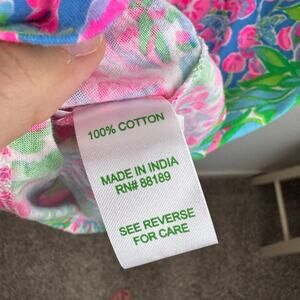 100% COTTON
MADE IN INDIA
RN# 88189
SEE REVERSE
FOR CARE